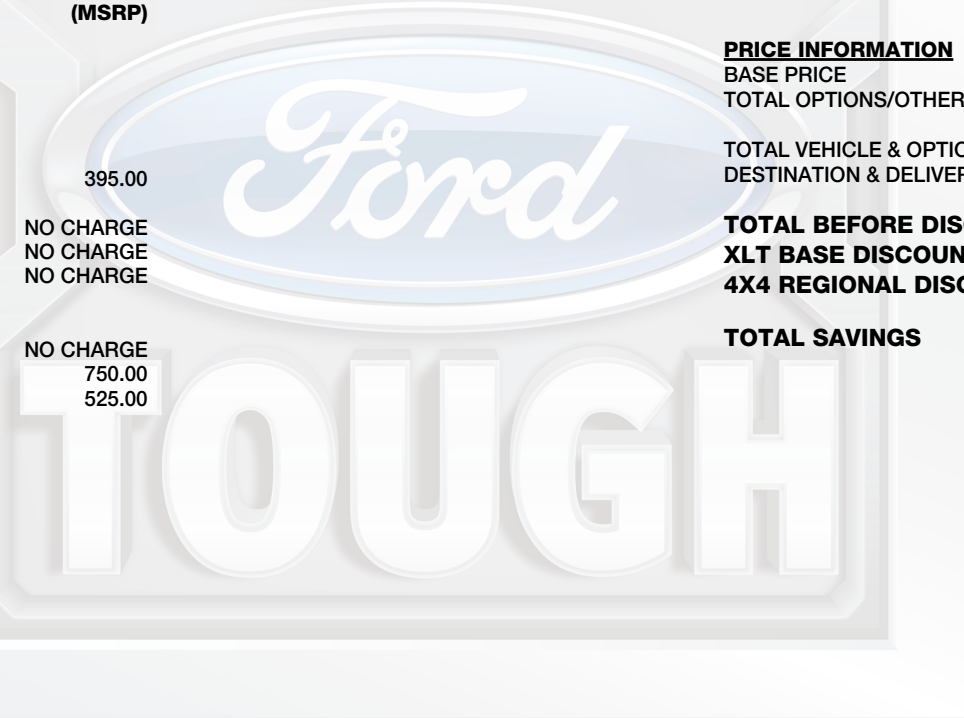 (MSRP)
395.00
NO CHARGE
NO CHARGE
NO CHARGE
NO CHARGE
750.00
525.00
PRICE INFORMATION
BASE PRICE
TOTAL OPTIONS/OTHER
TOTAL VEHICLE & OPTIO
DESTINATION & DELIVER
TOTAL BEFORE DISC
XLT BASE DISCOUN
4X4 REGIONAL DISC
TOTAL SAVINGS
Ford
TOUGH